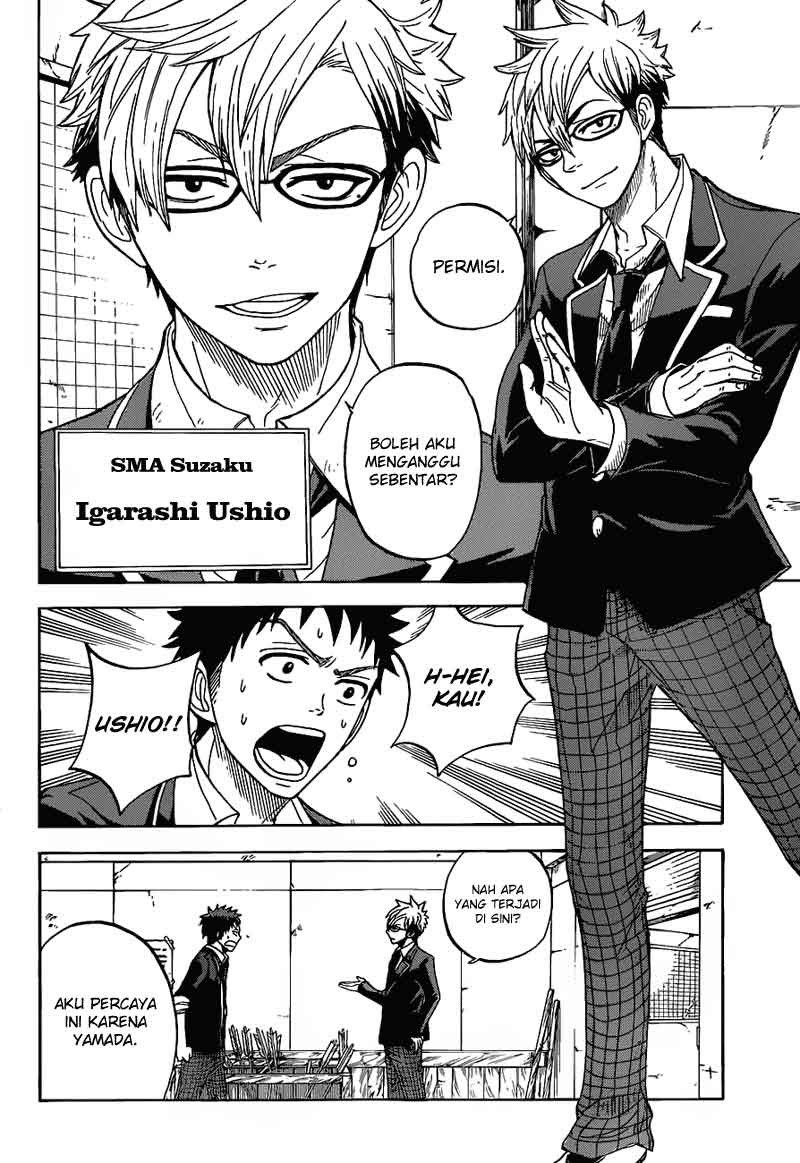 PERMISI.
BOLEH AKU
MENGANGGU
SEBENTAR?
SMA Suzaku
Igarashi Ushio
H-HEI,
KAU!
USHIO!!
NAH APA
YANG TERJADI
DI SINI?
AKU PERCAYA
INI KARENA
YAMADA.